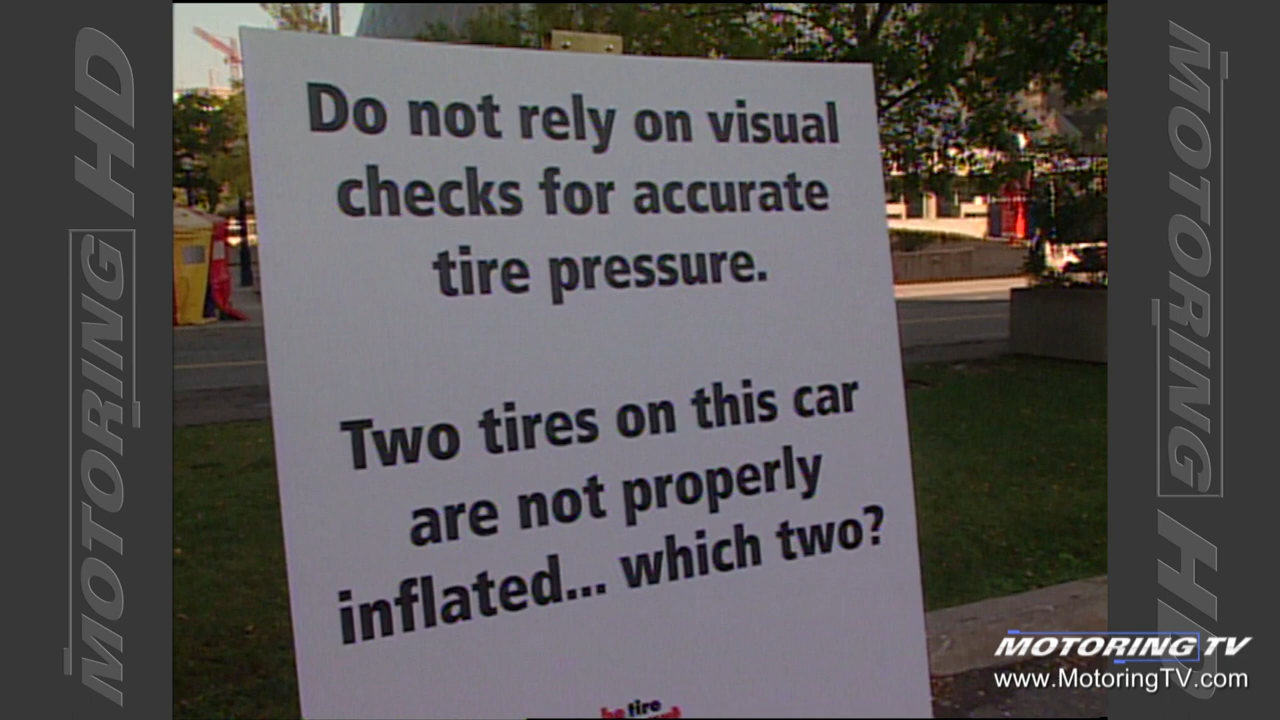 Do not rely on visual
checks for accurate
tire pressure.
Two tires on this car
are not properly
inflated... which two?
be tire
MOTORING HD
MOTORING HD
MOTORING TV
www.MotoringTV.com